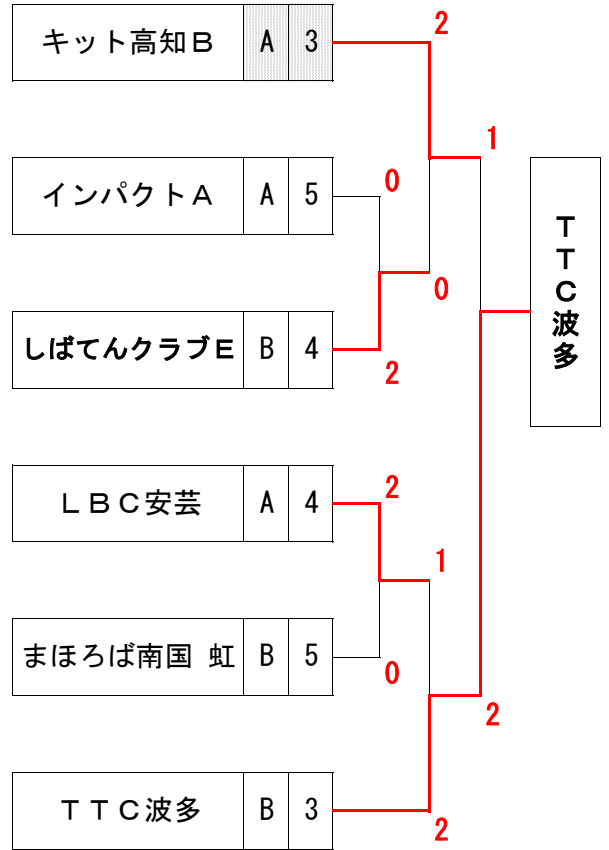 キット高知Ｂ A 3
2
1
インパクトＡ A 5
0
0
しばてんクラブＥ B 4
2
ＴＴＣ波多
ＬＢＣ安芸 A 4
2
1
まほろば南国 虹 B 5
0
2
ＴＴＣ波多 B 3
2